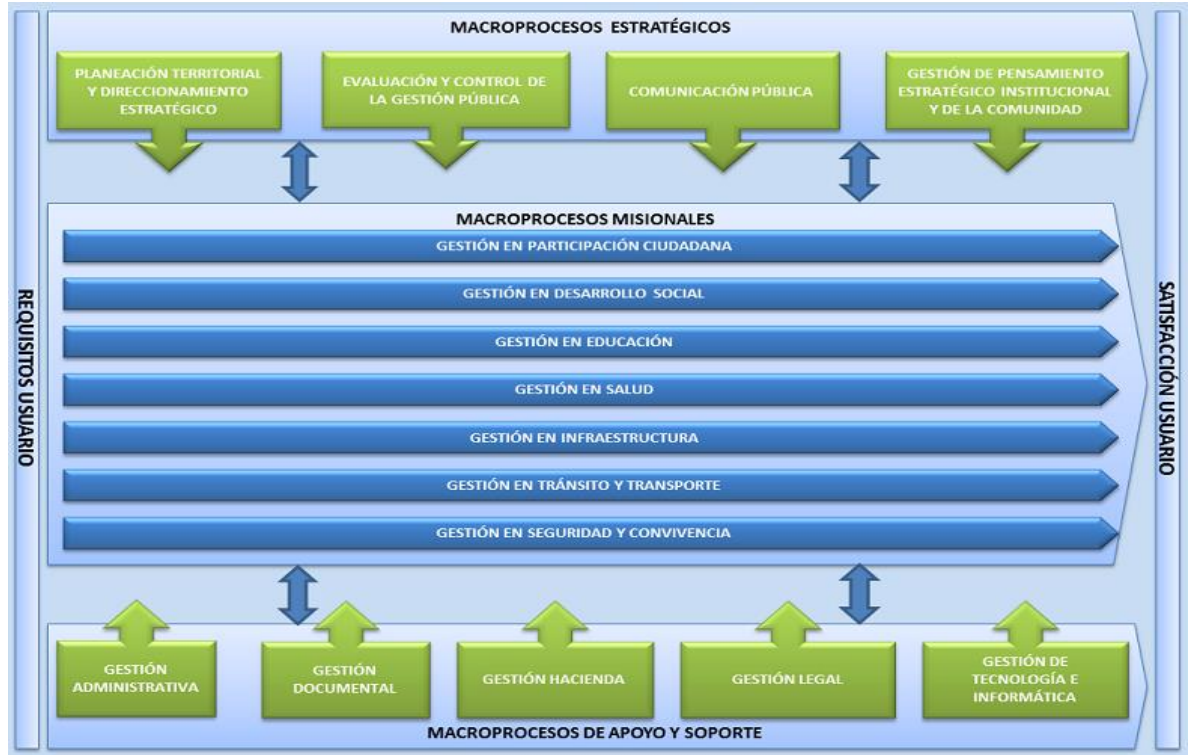 MACROPROCESOS ESTRATÉGICOS
PLANEACIÓN TERRITORIAL
Y DIRECCIONAMIENTO
ESTRATÉGICO
EVALUACIÓN Y CONTROL DE
LA GESTIÓN PÚBLICA
COMUNICACIÓN PÚBLICA
GESTIÓN DE PENSAMIENTO
ESTRATÉGICO INSTITUCIONAL
Y DE LA COMUNIDAD
REQUISITOS USUARIO
MACROPROCESOS MISIONALES
GESTIÓN EN PARTICIPACIÓN CIUDADANA
GESTIÓN EN DESARROLLO SOCIAL
GESTIÓN EN EDUCACIÓN
GESTIÓN EN SALUD
GESTIÓN EN INFRAESTRUCTURA
GESTIÓN EN TRÁNSITO Y TRANSPORTE
GESTIÓN EN SEGURIDAD Y CONVIVENCIA
SATISFACCIÓN USUARIO
GESTIÓN
ADMINISTRATIVA
GESTIÓN
DOCUMENTAL
GESTIÓN HACIENDA
GESTIÓN LEGAL
GESTIÓN DE
TECNOLOGÍA E
INFORMÁTICA
MACROPROCESOS DE APOYO Y SOPORTE